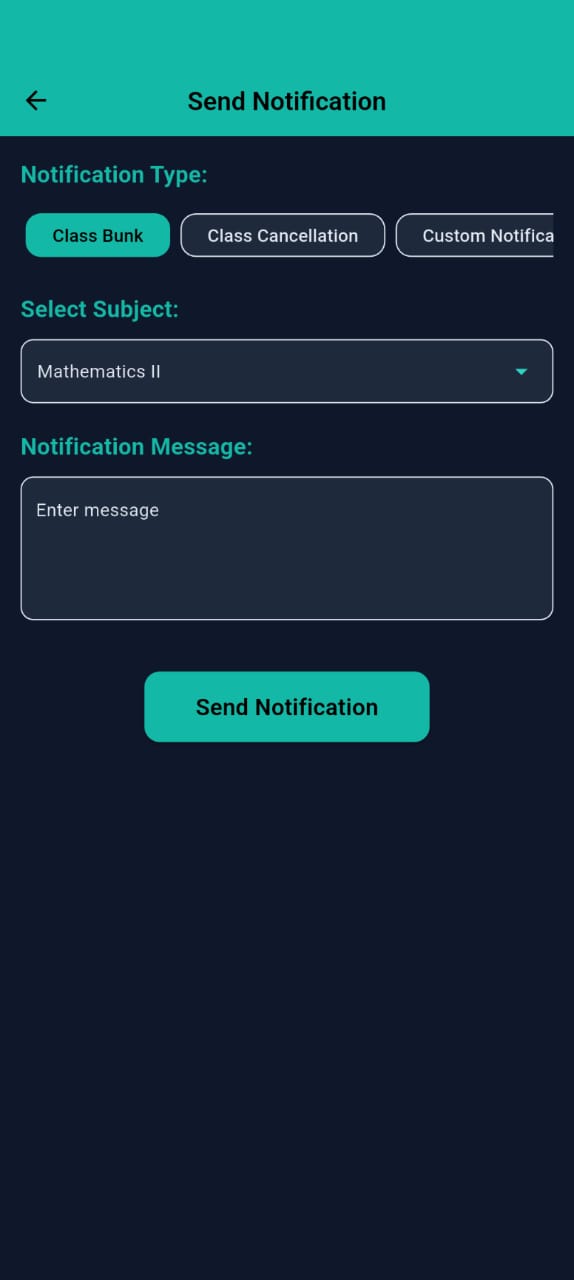 Send Notification
Notification Type:
Class Bunk Class Cancellation Custom Notifica
Select Subject:
Mathematics II
Notification Message:
Enter message
Send Notification